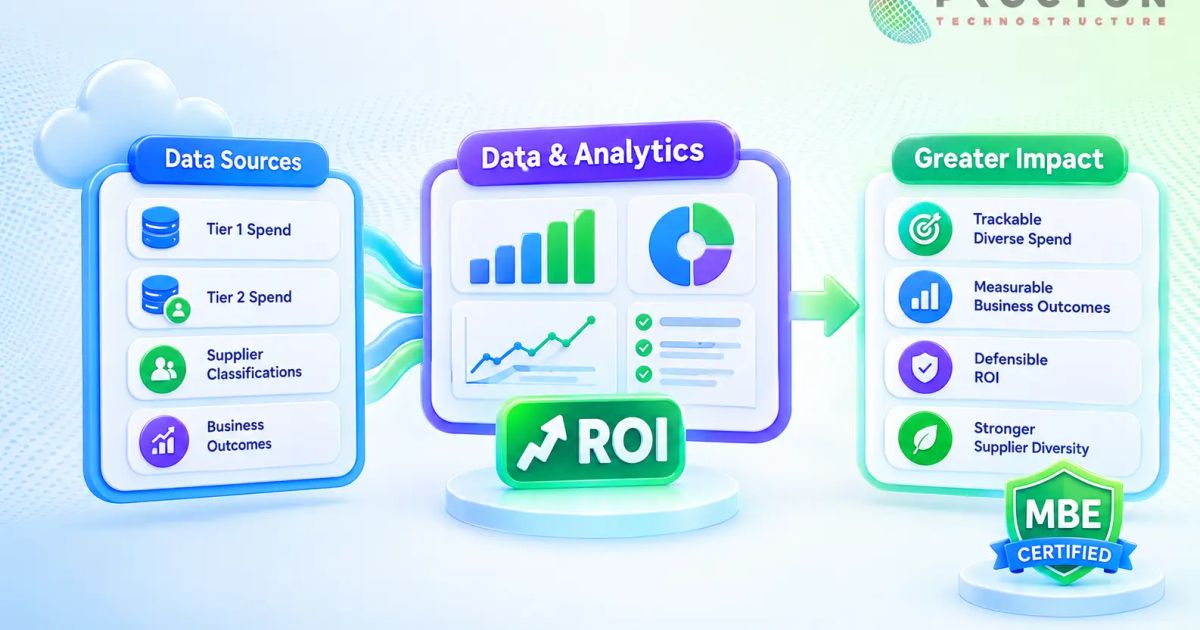 TECHNOSTRUCTURE
Data Sources
Tier 1 Spend
Tier 2 Spend
Supplier
Classifications
Business
Outcomes
Data & Analytics
ROI
Greater Impact
Trackable
Diverse Spend
Measurable
Business Outcomes
Defensible
ROI
Stronger
Supplier Diversity
MBE
CERTIFIED